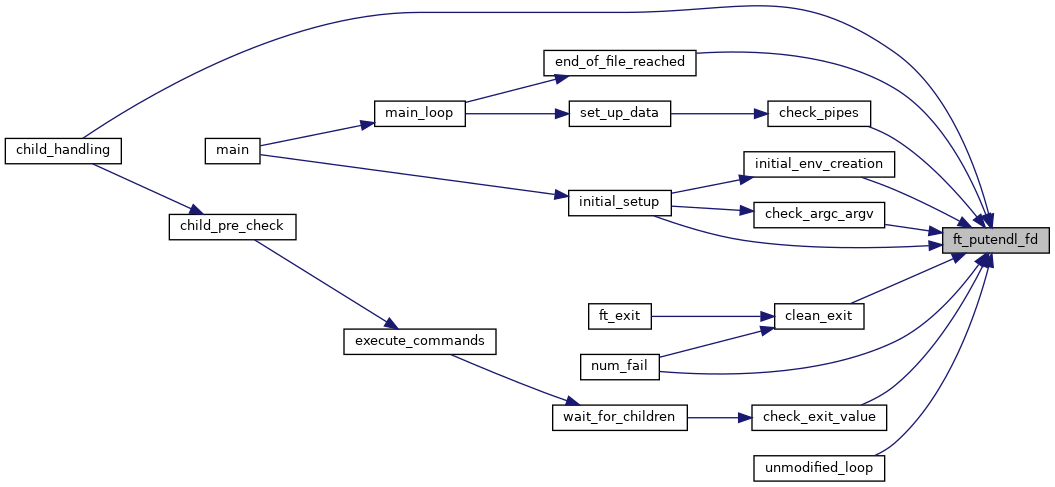 end_of_file_reached
main_loop
set_up_data
check_pipes
child_handling
main
initial_env_creation
initial_setup
check_argc_argv
child_pre_check
ft_putendl_fd
ft_exit
clean_exit
execute_commands
num_fail
wait_for_children
check_exit_value
unmodified_loop